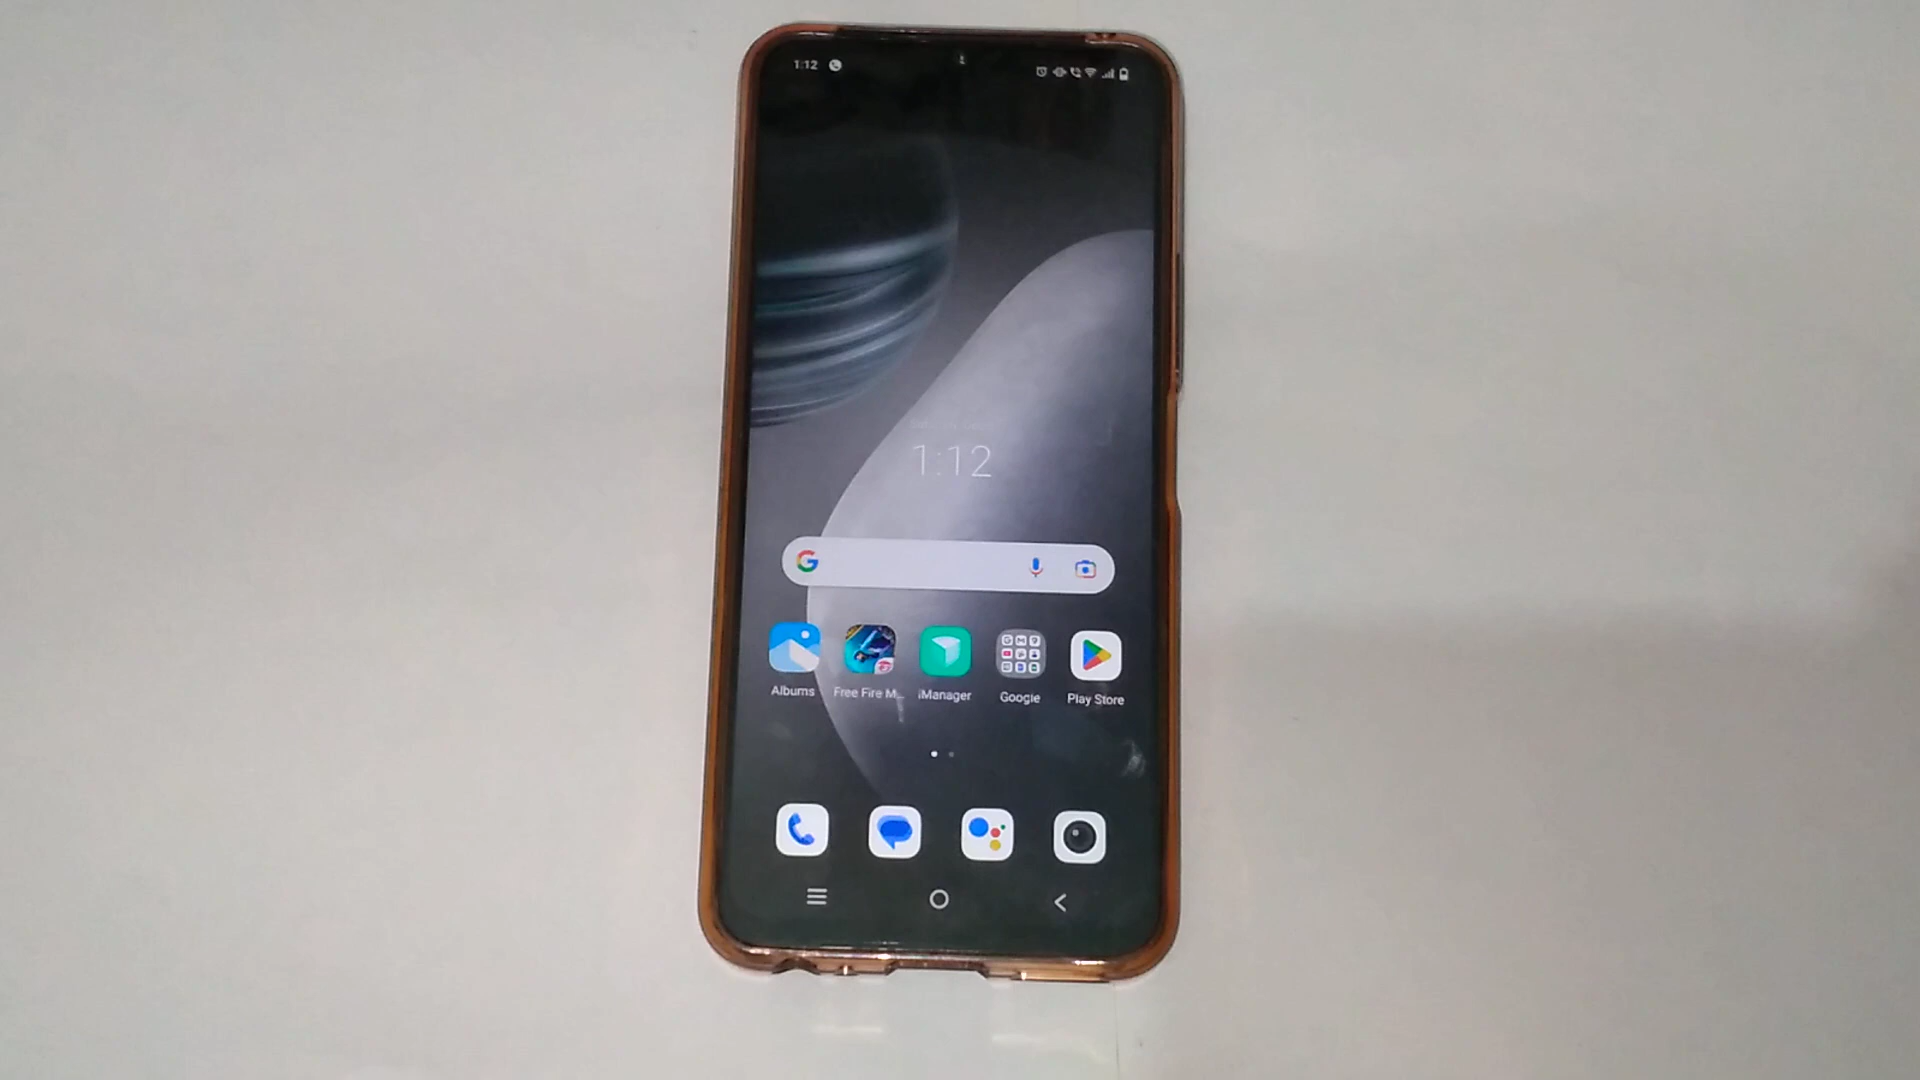 1:12
1:12
G
Albums
Free Fire M...
iManager
Google
Play Store